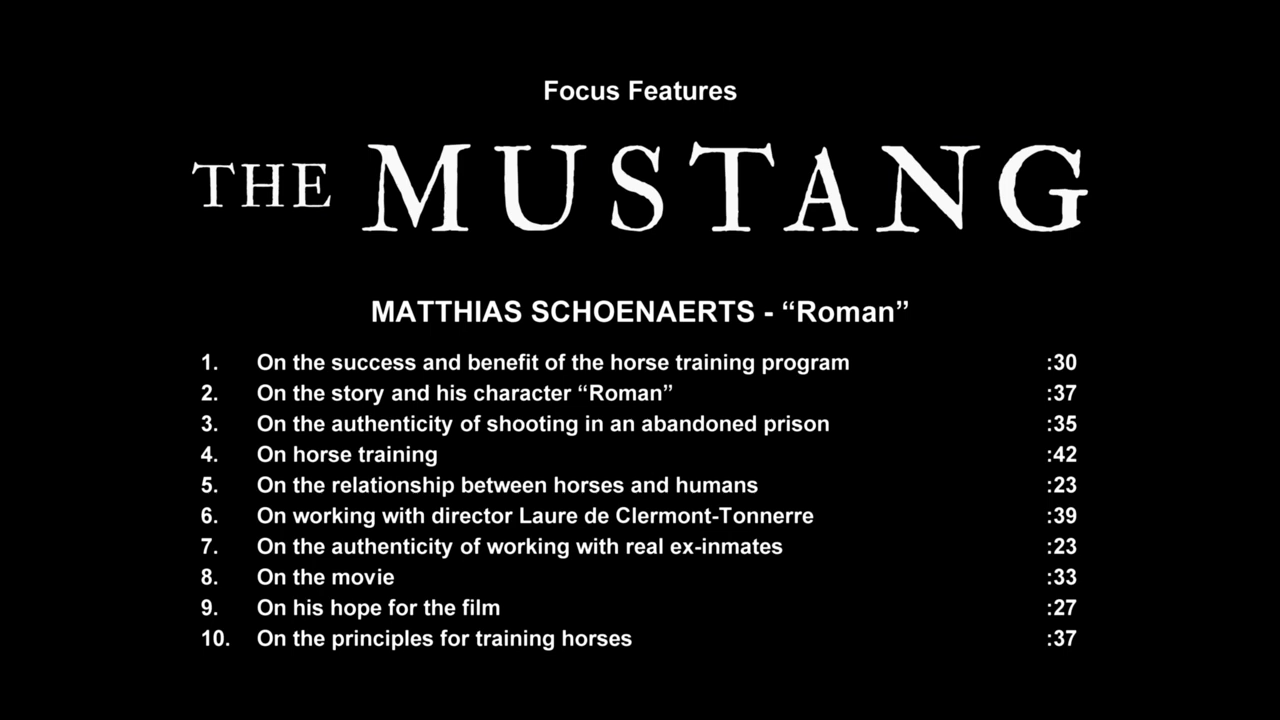 Focus Features
THE MUSTANG
MATTHIAS SCHOENAERTS - “Roman”
1. On the success and benefit of the horse training program :30
2. On the story and his character “Roman” :37
3. On the authenticity of shooting in an abandoned prison :35
4. On horse training :42
5. On the relationship between horses and humans :23
6. On working with director Laure de Clermont-Tonnerre :39
7. On the authenticity of working with real ex-inmates :23
8. On the movie :33
9. On his hope for the film :27
10. On the principles for training horses :37